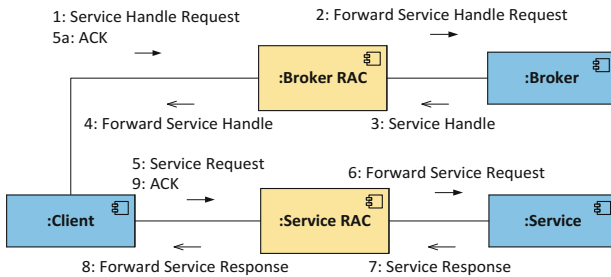 1: Service Handle Request
5a: ACK
2: Forward Service Handle Request
:Broker RAC
:Broker
4: Forward Service Handle
3: Service Handle
5: Service Request
9: ACK
6: Forward Service Request
:Client
:Service RAC
:Service
8: Forward Service Response
7: Service Response